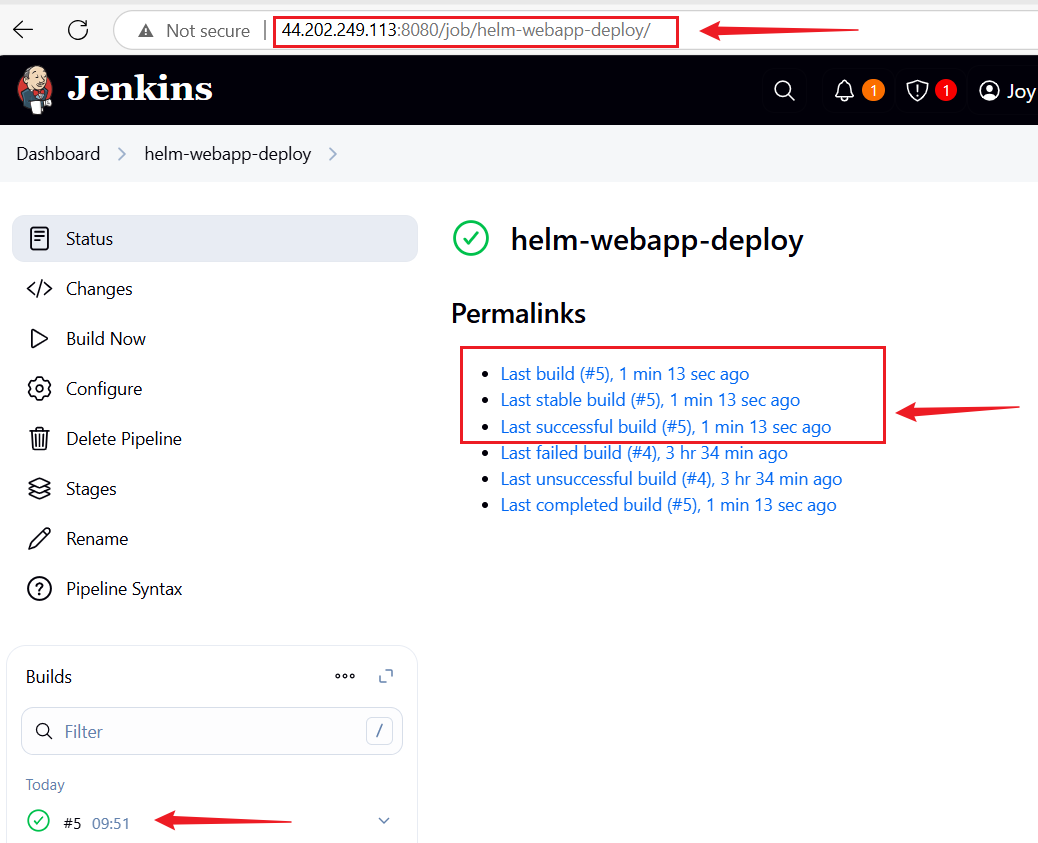 Not secure 44.202.249.113:8080/job/helm-webapp-deploy/
Jenkins 1 1 Joy
Dashboard helm-webapp-deploy
Status
Changes
Build Now
Configure
Delete Pipeline
Stages
Rename
Pipeline Syntax
helm-webapp-deploy
Permalinks
Last build (#5), 1 min 13 sec ago
Last stable build (#5), 1 min 13 sec ago
Last successful build (#5), 1 min 13 sec ago
Last failed build (#4), 3 hr 34 min ago
Last unsuccessful build (#4), 3 hr 34 min ago
Last completed build (#5), 1 min 13 sec ago
Builds
Filter /
Today
#5 09:51